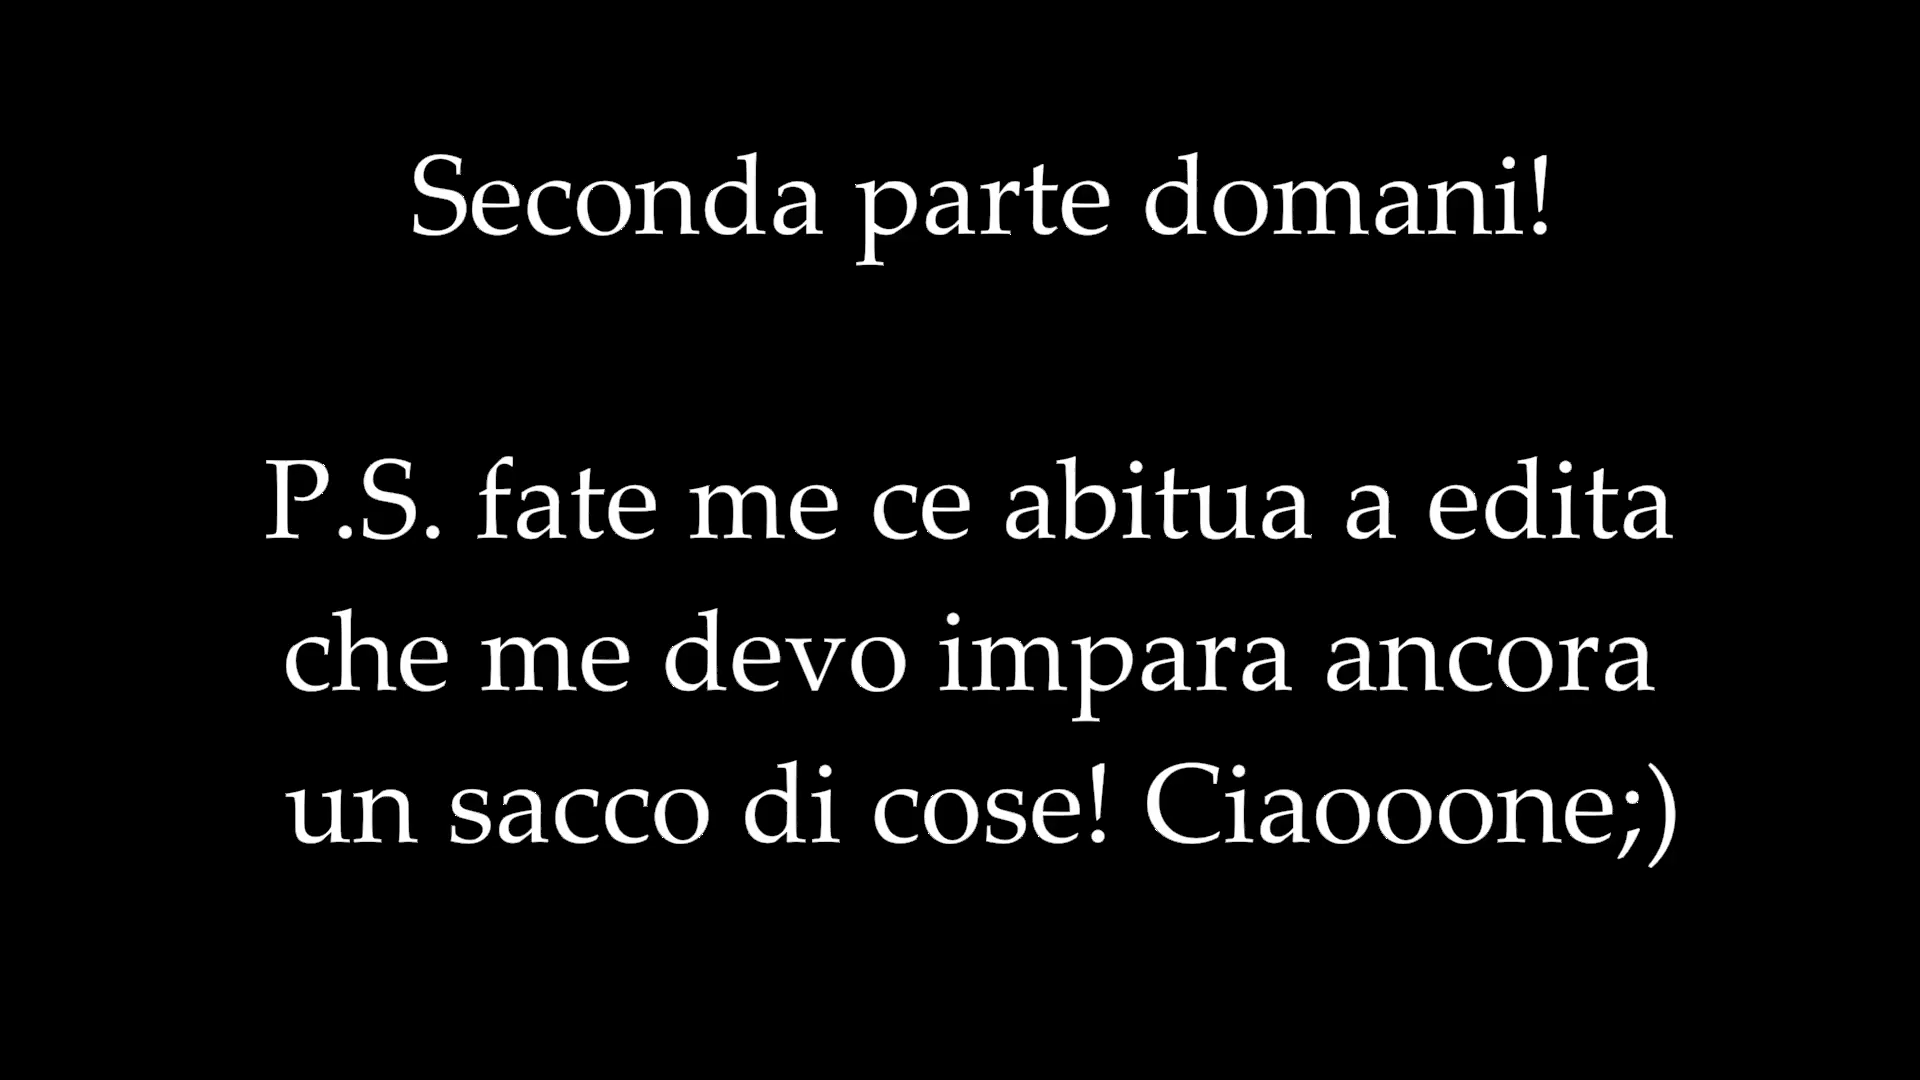 Seconda parte domani!
P.S. fate me ce abitua a edita
che me devo impara ancora
un sacco di cose! Ciaooone;)